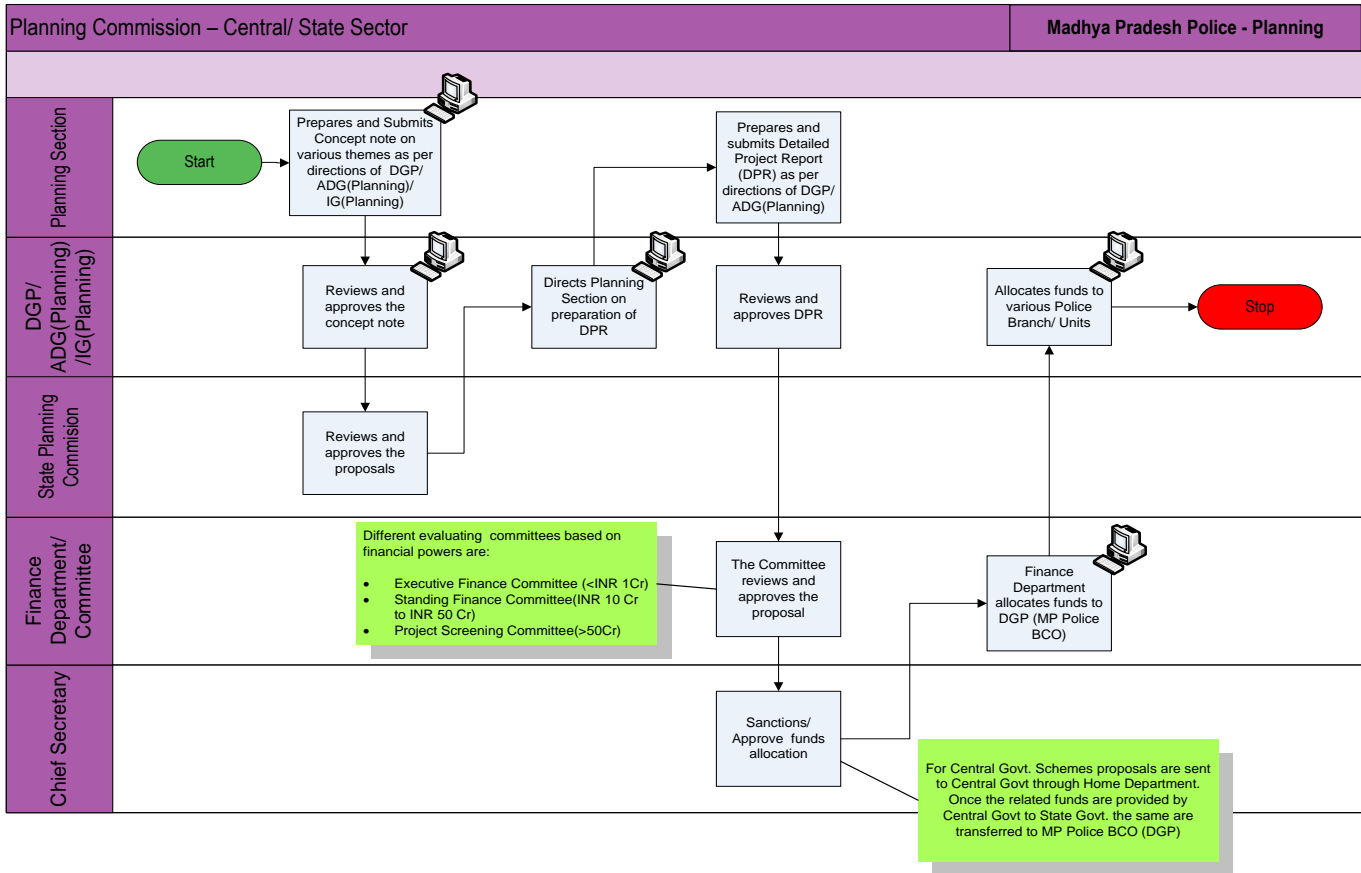 Planning Commission – Central/ State Sector
Madhya Pradesh Police - Planning
Planning Section
Start
Prepares and Submits
Concept note on
various themes as per
directions of DGP/
ADG(Planning)/
IG(Planning)
Prepares and
submits Detailed
Project Report
(DPR) as per
directions of DGP/
ADG(Planning)
DGP/
ADG(Planning)
/IG(Planning)
Reviews and
approves the
concept note
Directs Planning
Section on
preparation of
DPR
Reviews and
approves DPR
Allocates funds to
various Police
Branch/ Units
Stop
State Planning
Commision
Reviews and
approves the
proposals
Finance
Department/
Committee
Different evaluating committees based on
financial powers are:
• Executive Finance Committee (<INR 1Cr)
• Standing Finance Committee(INR 10 Cr
to INR 50 Cr)
• Project Screening Committee(>50Cr)
The Committee
reviews and
approves the
proposal
Finance
Department
allocates funds to
DGP (MP Police
BCO)
Chief Secretary
Sanctions/
Approve funds
allocation
For Central Govt. Schemes proposals are sent
to Central Govt through Home Department.
Once the related funds are provided by
Central Govt to State Govt. the same are
transferred to MP Police BCO (DGP)